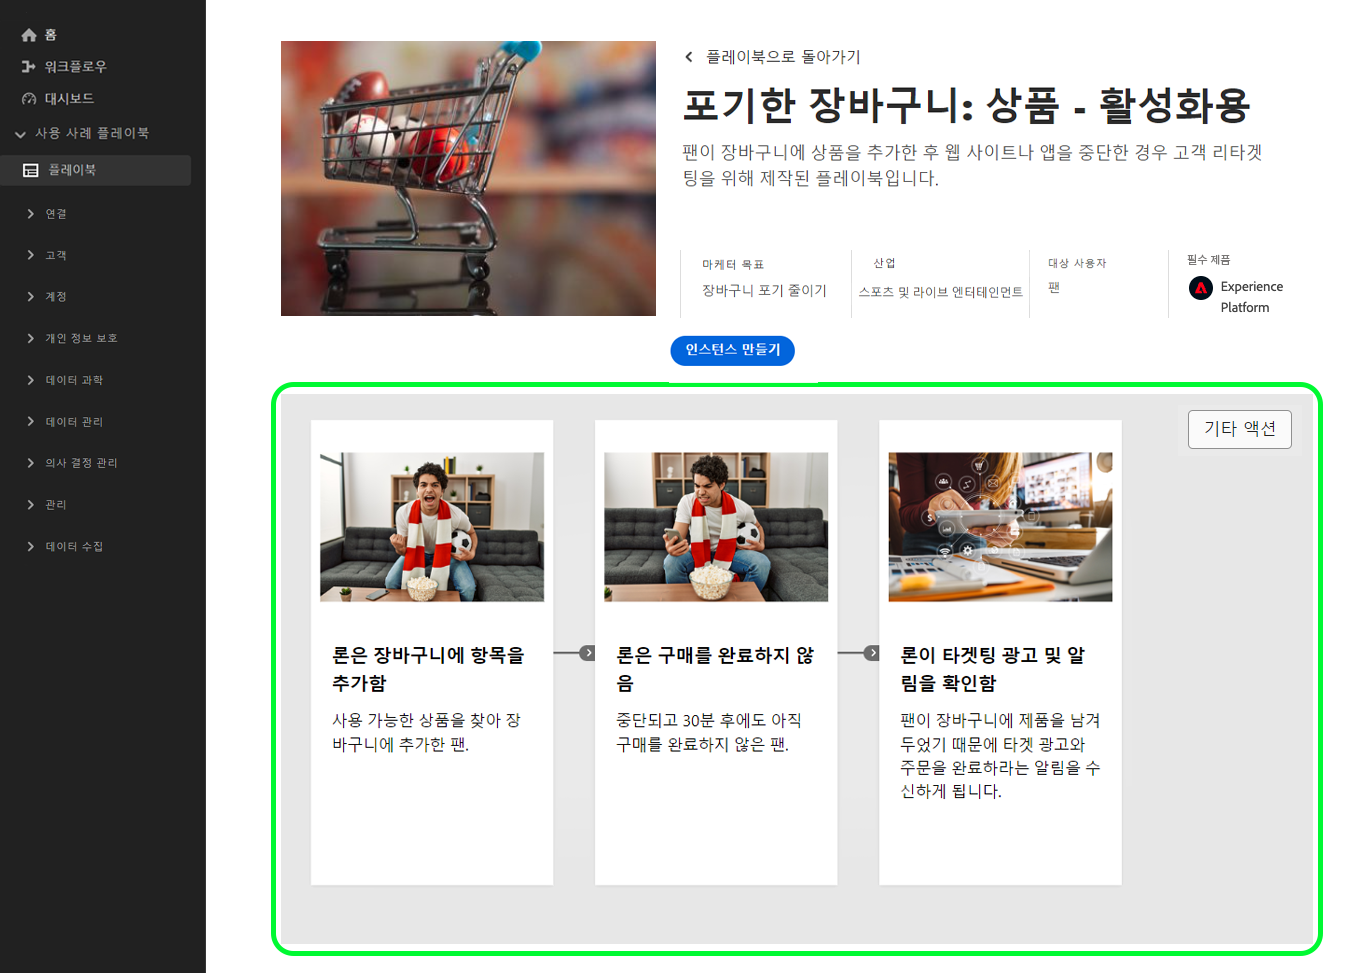 홈
워크플로우
대시보드
사용 사례 플레이북
플레이북
연결
고객
계정
개인 정보 보호
데이터 과학
데이터 관리
의사 결정 관리
관리
데이터 수집
플레이북으로 돌아가기
포기한 장바구니: 상품 - 활성화용
팬이 장바구니에 상품을 추가한 후 웹 사이트나 앱을 중단한 경우 고객 리타겟
팅을 위해 제작된 플레이북입니다.
마케터 목표
장바구니 포기 줄이기
산업
스포츠 및 라이브 엔터테인먼트
대상 사용자
팬
필수 제품
Experience
Platform
인스턴스 만들기
기타 액션
론은 장바구니에 항목을
추가함
사용 가능한 상품을 찾아 장
바구니에 추가한 팬.
론은 구매를 완료하지 않
음
중단되고 30분 후에도 아직
구매를 완료하지 않은 팬.
론이 타겟팅 광고 및 알
림을 확인함
팬이 장바구니에 제품을 남겨
두었기 때문에 타겟 광고와
주문을 완료하라는 알림을 수
신하게 됩니다.